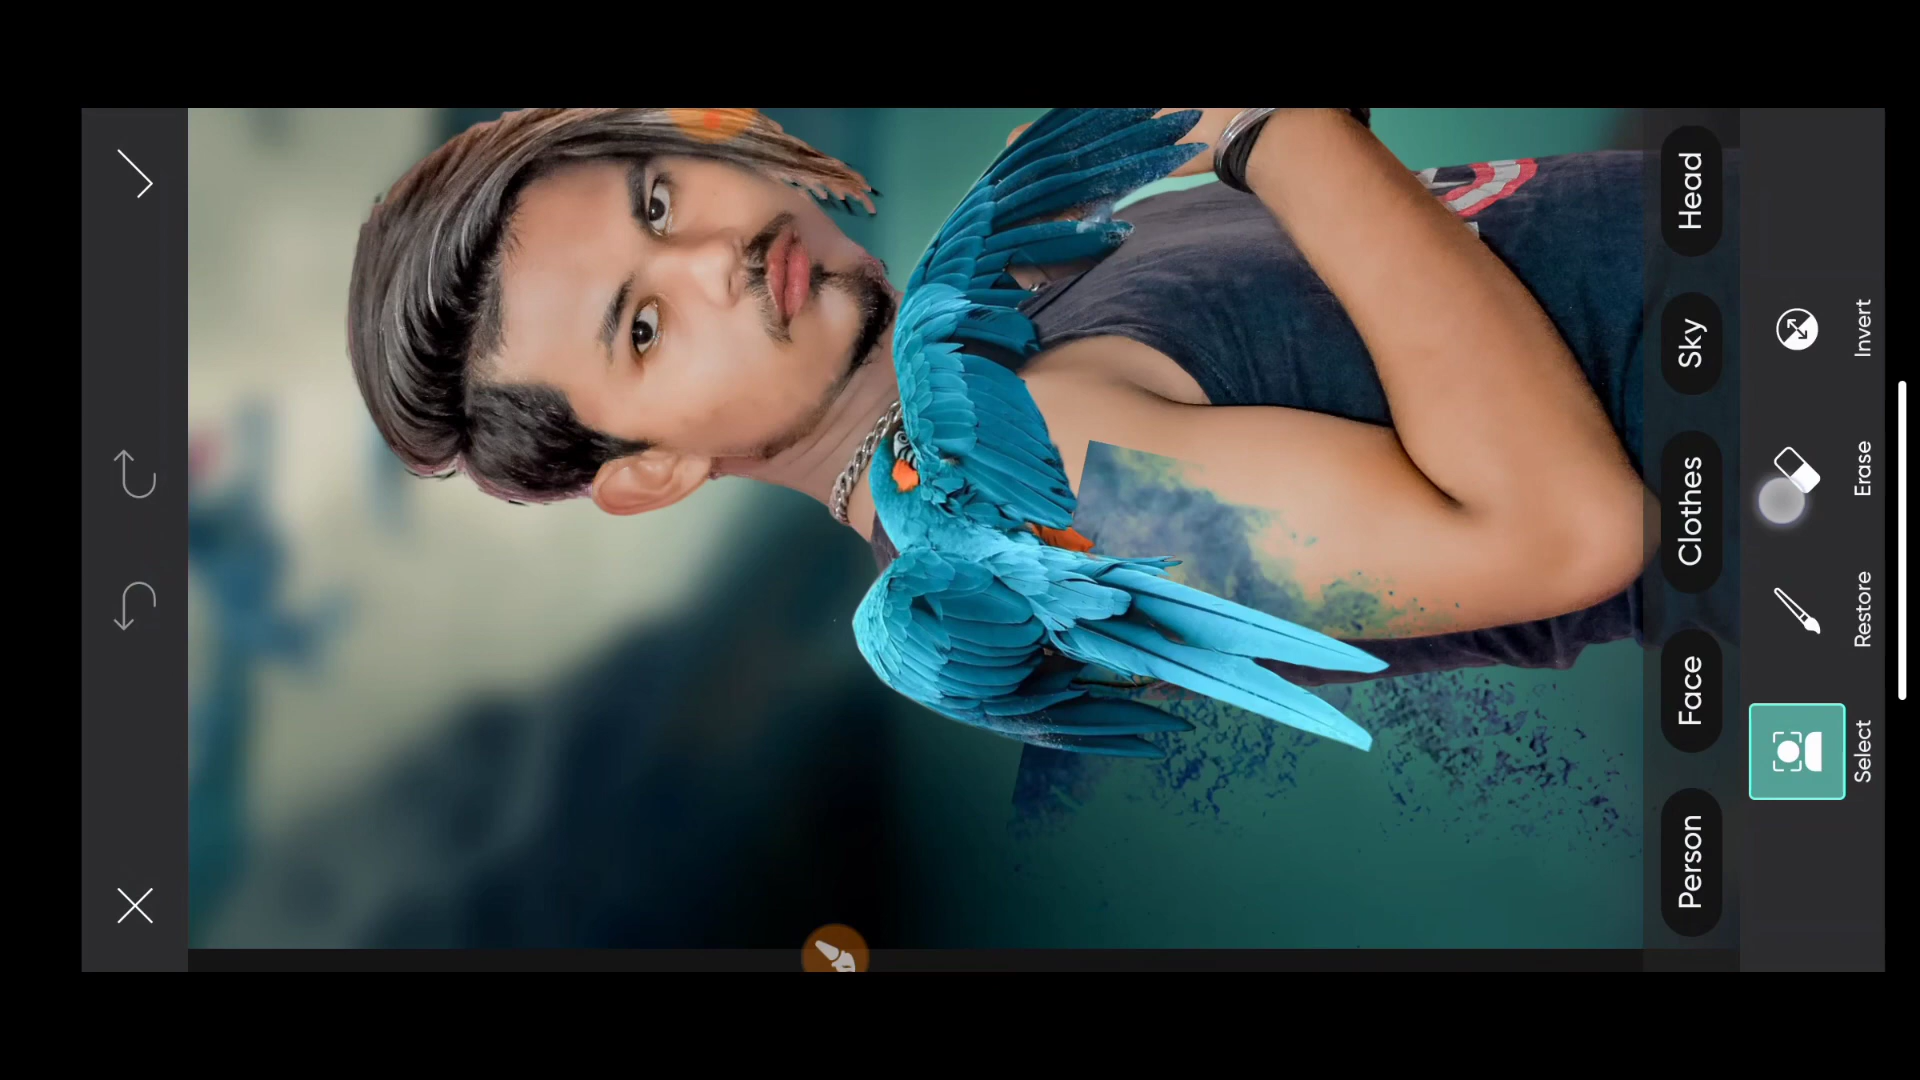 Person
Face
Clothes
Sky
Head
Select
Restore
Erase
Invert